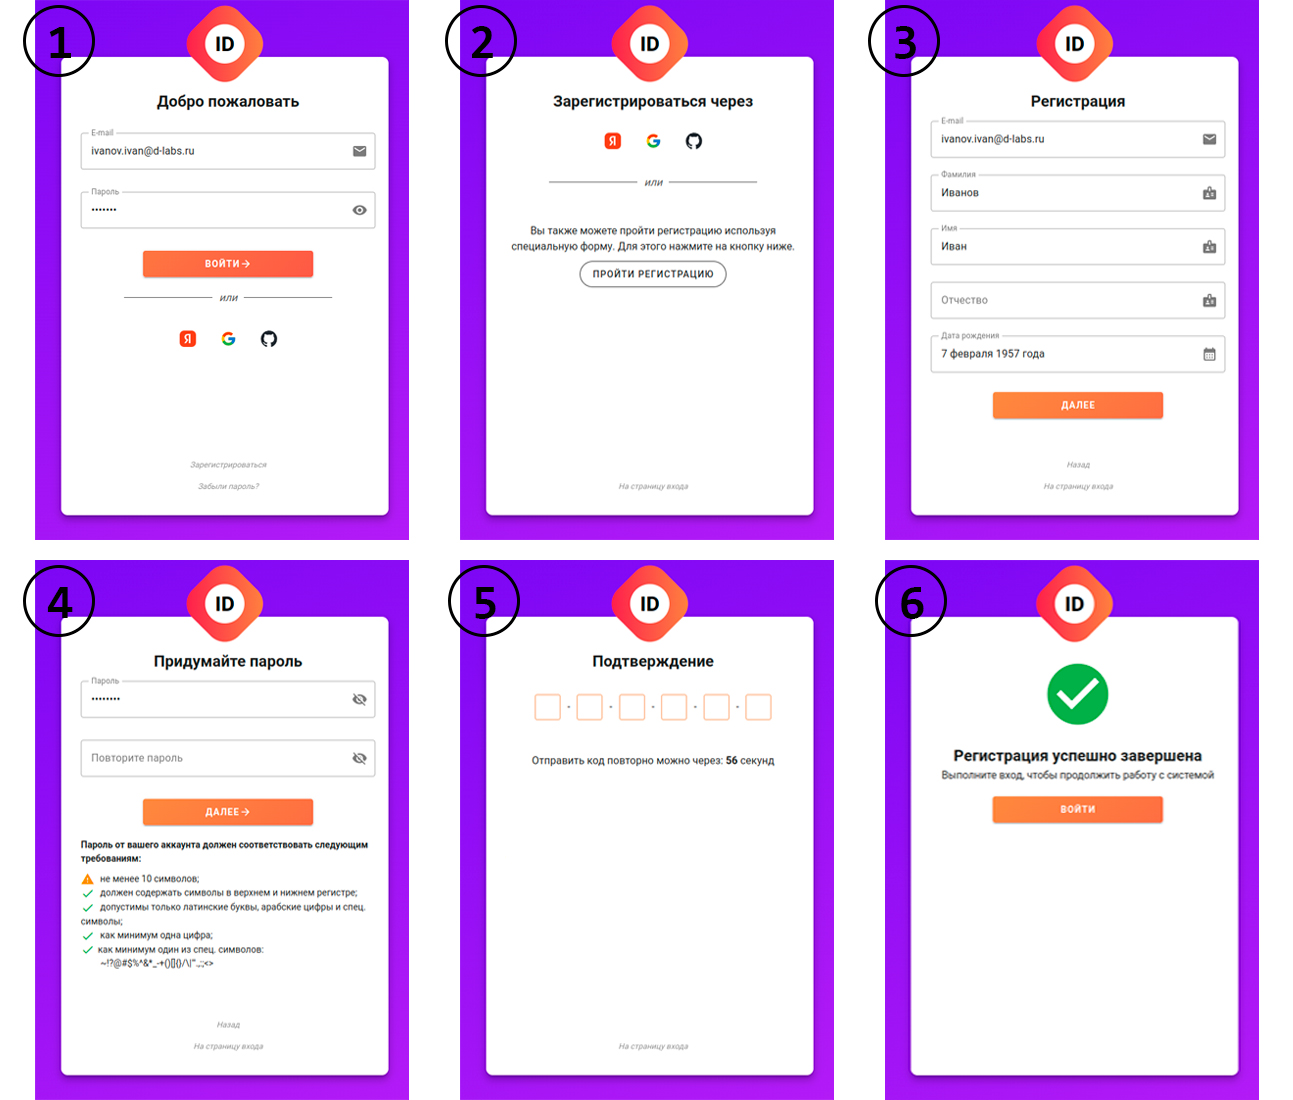 1
ID
Добро пожаловать
E-mail
ivanov.ivan@d-labs.ru
Пароль
•••••••
ВОЙТИ→
или
Я G
Зарегистрироваться
Забыли пароль?
2
ID
Зарегистрироваться через
Я G
или
Вы также можете пройти регистрацию используя
специальную форму. Для этого нажмите на кнопку ниже.
ПРОЙТИ РЕГИСТРАЦИЮ
На страницу входа
3
ID
Регистрация
E-mail
ivanov.ivan@d-labs.ru
Фамилия
Иванов
Имя
Иван
Отчество
Дата рождения
7 февраля 1957 года
ДАЛЕЕ
Назад
На страницу входа
4
ID
Придумайте пароль
Пароль
••••••••
Повторите пароль
ДАЛЕЕ→
Пароль от вашего аккаунта должен соответствовать следующим
требованиям:
не менее 10 символов;
должен содержать символы в верхнем и нижнем регистре;
допустимы только латинские буквы, арабские цифры и спец.
символы;
как минимум одна цифра;
как минимум один из спец. символов:
~!?@#$%^&*_-+()[]{}/\|"'.,:;<>
Назад
На страницу входа
5
ID
Подтверждение
- - - - -
Отправить код повторно можно через: 56 секунд
На страницу входа
6
ID
Регистрация успешно завершена
Выполните вход, чтобы продолжить работу с системой
ВОЙТИ